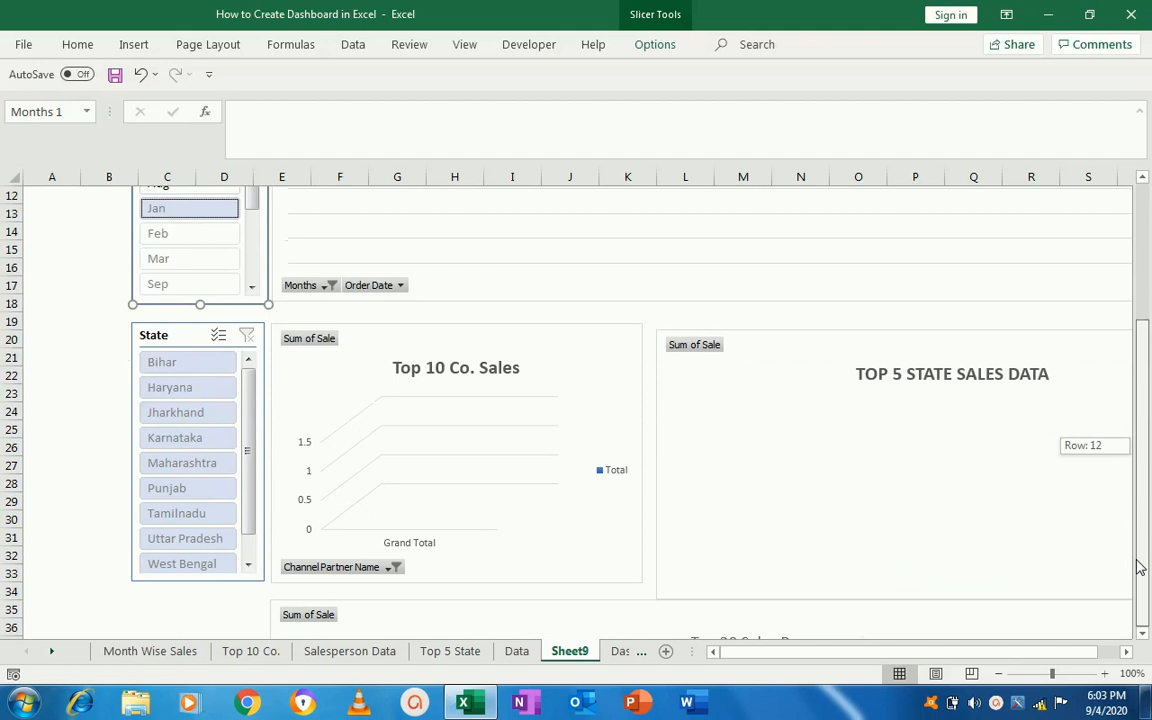 How to Create Dashboard in Excel - Excel
Slicer Tools
Sign in
File Home Insert Page Layout Formulas Data Review View Developer Help Options Search Share Comments
AutoSave Off
Months 1
fx
A B C D E F G H I J K L M N O P Q R S
12
13
14
15
16
17
18
19
20
21
22
23
24
25
26
27
28
29
30
31
32
33
34
35
36
Aug
Jan
Feb
Mar
Sep
Months Order Date
State
Bihar
Haryana
Jharkhand
Karnataka
Maharashtra
Punjab
Tamilnadu
Uttar Pradesh
West Bengal
Sum of Sale
Top 10 Co. Sales
1.5
1
0.5
0
Total
Grand Total
Channel Partner Name
Sum of Sale
TOP 5 STATE SALES DATA
Row: 12
Sum of Sale
Month Wise Sales Top 10 Co. Salesperson Data Top 5 State Data Sheet9 Das ...
100%
6:03 PM
9/4/2020